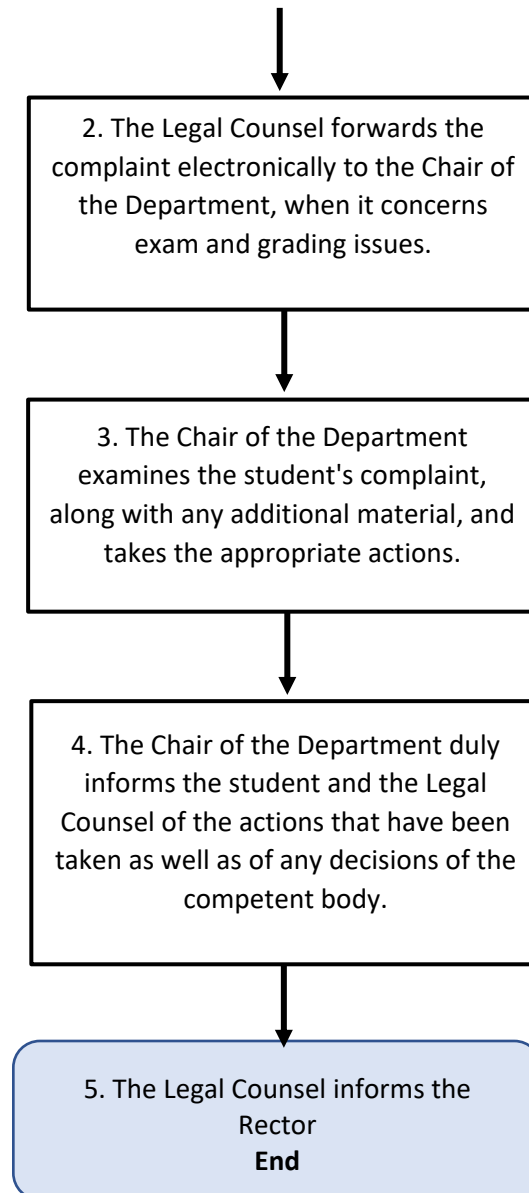 2. The Legal Counsel forwards the
complaint electronically to the Chair of
the Department, when it concerns
exam and grading issues.
3. The Chair of the Department
examines the student's complaint,
along with any additional material, and
takes the appropriate actions.
4. The Chair of the Department duly
informs the student and the Legal
Counsel of the actions that have been
taken as well as of any decisions of the
competent body.
5. The Legal Counsel informs the
Rector
End